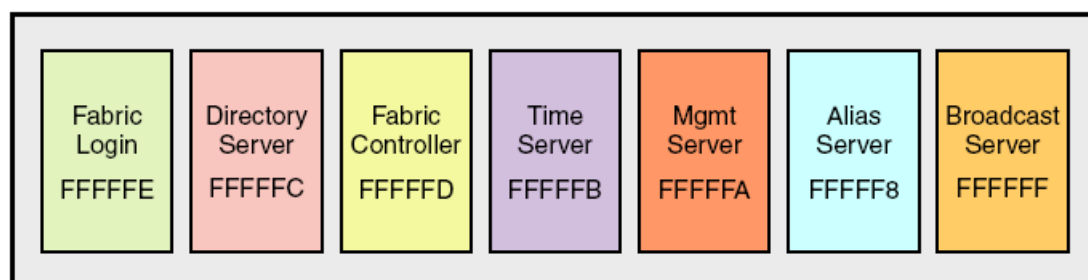 Fabric
Login
FFFFFE
Directory
Server
FFFFFC
Fabric
Controller
FFFFFD
Time
Server
FFFFFB
Mgmt
Server
FFFFFA
Alias
Server
FFFFF8
Broadcast
Server
FFFFFF